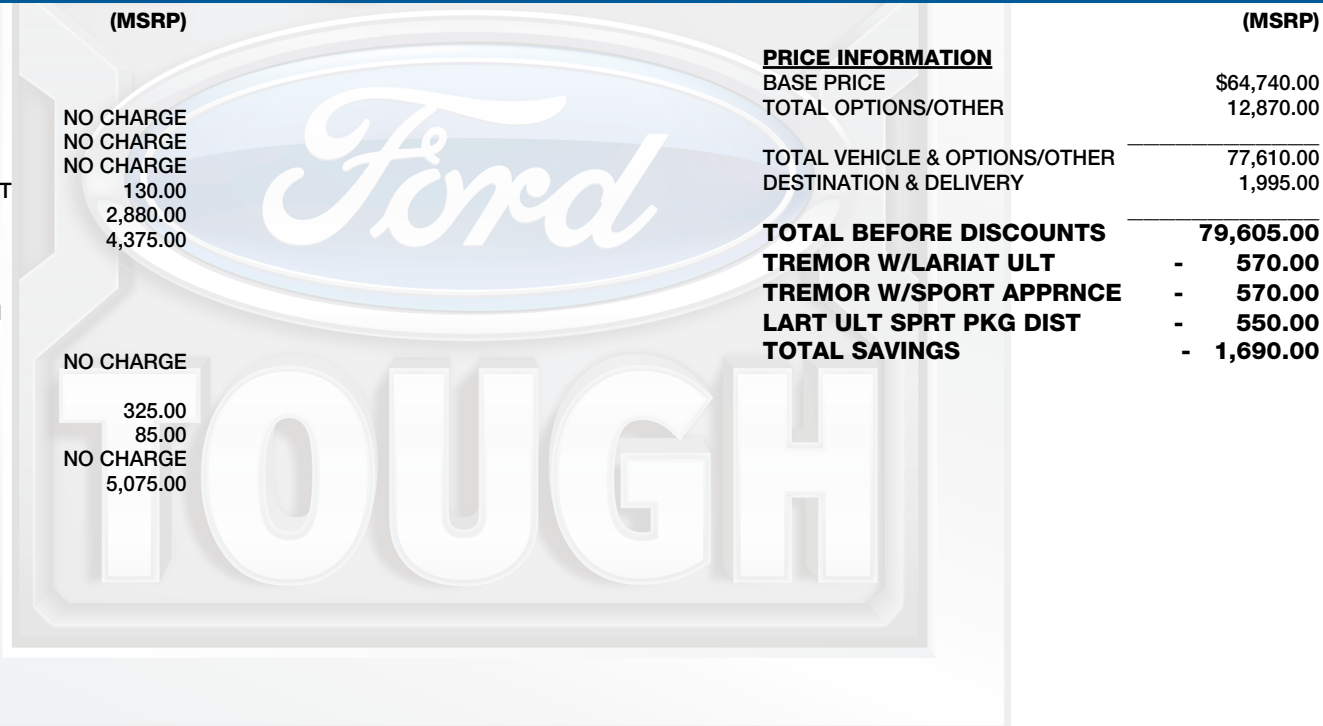 (MSRP)
NO CHARGE
NO CHARGE
NO CHARGE
T 130.00
2,880.00
4,375.00
NO CHARGE
325.00
85.00
NO CHARGE
5,075.00
(MSRP)
PRICE INFORMATION
BASE PRICE $64,740.00
TOTAL OPTIONS/OTHER 12,870.00
TOTAL VEHICLE & OPTIONS/OTHER 77,610.00
DESTINATION & DELIVERY 1,995.00
TOTAL BEFORE DISCOUNTS 79,605.00
TREMOR W/LARIAT ULT - 570.00
TREMOR W/SPORT APPRNCE - 570.00
LART ULT SPRT PKG DIST - 550.00
TOTAL SAVINGS - 1,690.00
Ford
TOUGH